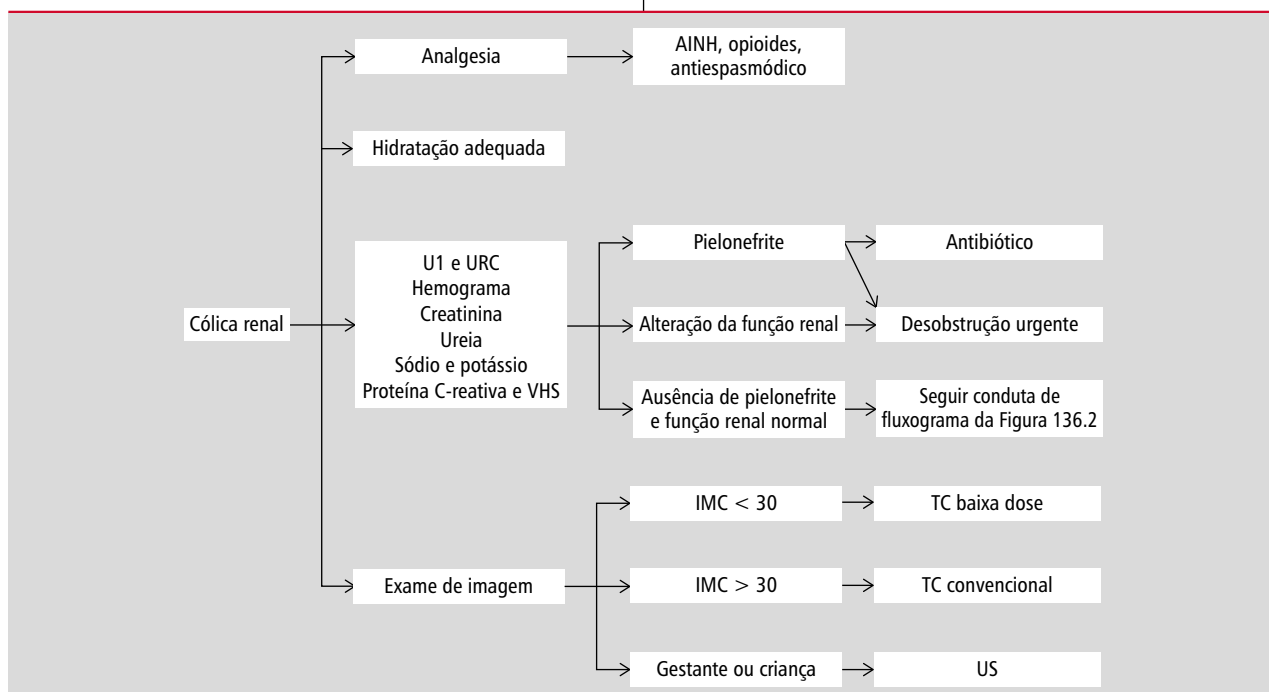 Analgesia
AINH, opioides,
antiespasmódico
Hidratação adequada
Cólica renal
U1 e URC
Hemograma
Creatinina
Ureia
Sódio e potássio
Proteína C-reativa e VHS
Pielonefrite
Antibiótico
Alteração da função renal
Desobstrução urgente
Ausência de pielonefrite
e função renal normal
Seguir conduta de
fluxograma da Figura 136.2
Exame de imagem
IMC < 30
TC baixa dose
IMC > 30
TC convencional
Gestante ou criança
US